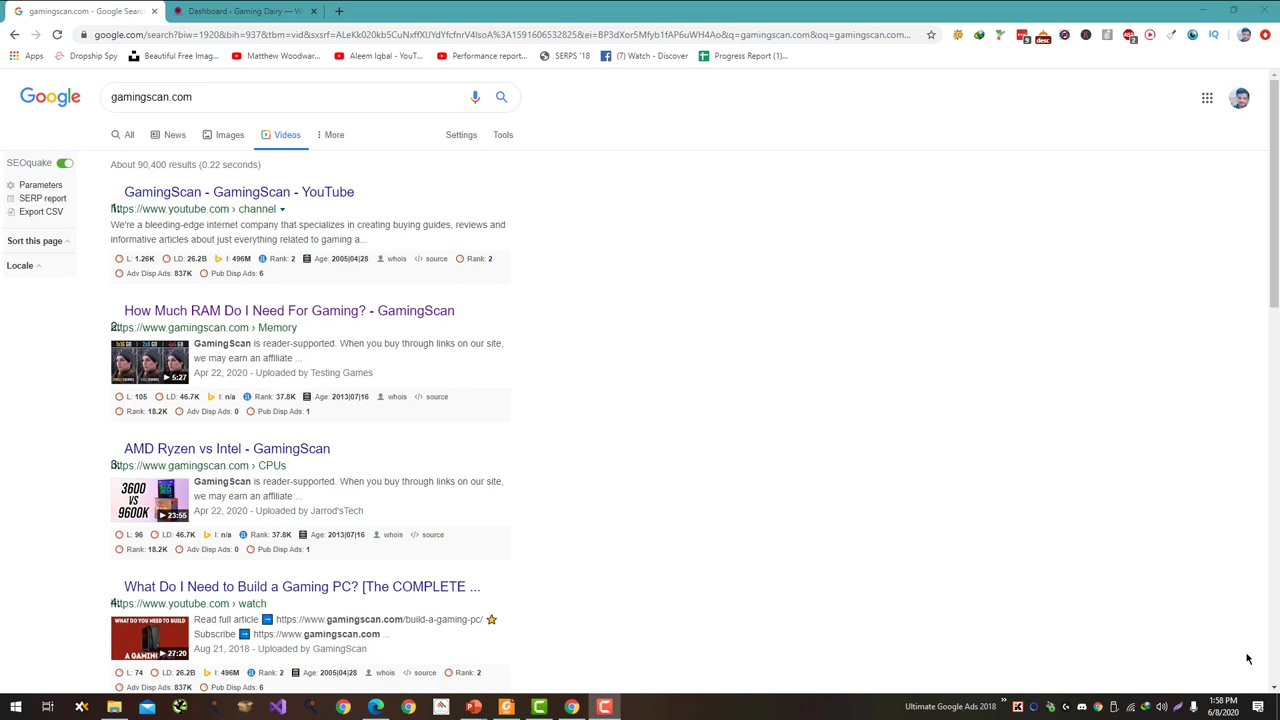 gamingscan.com - Google Searc
Dashboard ‹ Gaming Dairy — W
google.com/search?biw=1920&bih=937&tbm=vid&sxsrf=ALeKk020kb5CuNxffXUYdYfcfnrV4IsoA%3A1591606532825&ei=BP3dXor5Mfyb1fAP6uWH4Ao&q=gamingscan.com&oq=gamingscan.com...
Apps
Dropship Spy
Beautiful Free Imag...
Matthew Woodwar...
Aleem Iqbal - YouT...
Performance report...
SERPS '18
(7) Watch - Discover
Progress Report (1)...
Google
gamingscan.com
All
News
Images
Videos
More
Settings
Tools
SEOquake
Parameters
SERP report
Export CSV
Sort this page
Locale
About 90,400 results (0.22 seconds)
GamingScan - GamingScan - YouTube
1.
https://www.youtube.com › channel
We're a bleeding-edge internet company that specializes in creating buying guides, reviews and
informative articles about just everything related to gaming a...
L: 1.26K LD: 26.2B I: 496M Rank: 2 Age: 2005|04|28 whois source Rank: 2
Adv Disp Ads: 837K Pub Disp Ads: 6
How Much RAM Do I Need For Gaming? - GamingScan
2.
https://www.gamingscan.com › Memory
5:27
GamingScan is reader-supported. When you buy through links on our site,
we may earn an affiliate ...
Apr 22, 2020 - Uploaded by Testing Games
L: 105 LD: 46.7K I: n/a Rank: 37.8K Age: 2013|07|16 whois source
Rank: 18.2K Adv Disp Ads: 0 Pub Disp Ads: 1
AMD Ryzen vs Intel - GamingScan
3.
https://www.gamingscan.com › CPUs
3600
VS
9600K
23:55
GamingScan is reader-supported. When you buy through links on our site,
we may earn an affiliate ...
Apr 22, 2020 - Uploaded by Jarrod'sTech
L: 96 LD: 46.7K I: n/a Rank: 37.8K Age: 2013|07|16 whois source
Rank: 18.2K Adv Disp Ads: 0 Pub Disp Ads: 1
What Do I Need to Build a Gaming PC? [The COMPLETE ...
4.
https://www.youtube.com › watch
WHAT DO YOU NEED TO BUILD
A GAMING
27:20
Read full article ➡ https://www.gamingscan.com/build-a-gaming-pc/ ⭐
Subscribe ➡ https://www.gamingscan.com ...
Aug 21, 2018 - Uploaded by GamingScan
L: 74 LD: 26.2B I: 496M Rank: 2 Age: 2005|04|28 whois source Rank: 2
Adv Disp Ads: 837K Pub Disp Ads: 6
Ultimate Google Ads 2018
1:58 PM
6/8/2020